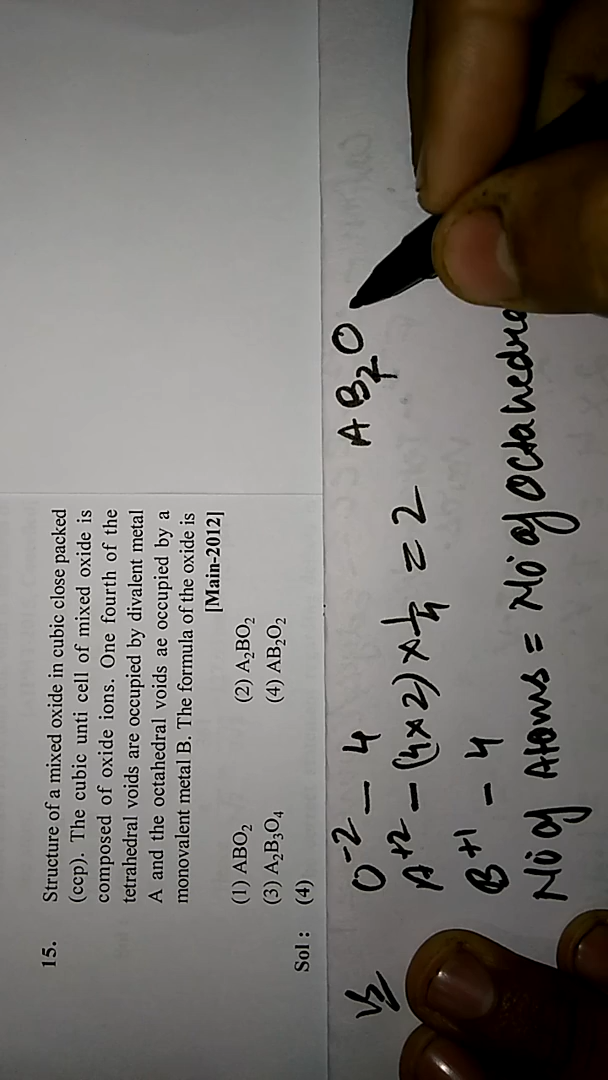 15. Structure of a mixed oxide in cubic close packed
(ccp). The cubic unti cell of mixed oxide is
composed of oxide ions. One fourth of the
tetrahedral voids are occupied by divalent metal
A and the octahedral voids ae occupied by a
monovalent metal B. The formula of the oxide is
[Main-2012]
(1) ABO₂ (2) A₂BO₂
(3) A₂B₃O₄ (4) AB₂O₂
Sol : (4)
O⁻² – 4 AB₂O
A⁺² – (4×2) × 1/4 = 2
B⁺¹ – 4
No of Atoms = No of octahedra